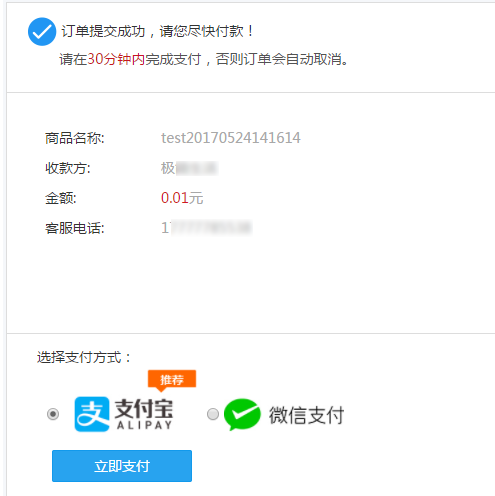 订单提交成功，请您尽快付款！
请在30分钟内完成支付，否则订单会自动取消。
商品名称: test20170524141614
收款方: 极
金额: 0.01元
客服电话: 1
选择支付方式：
推荐
支付宝 微信支付
ALIPAY
立即支付